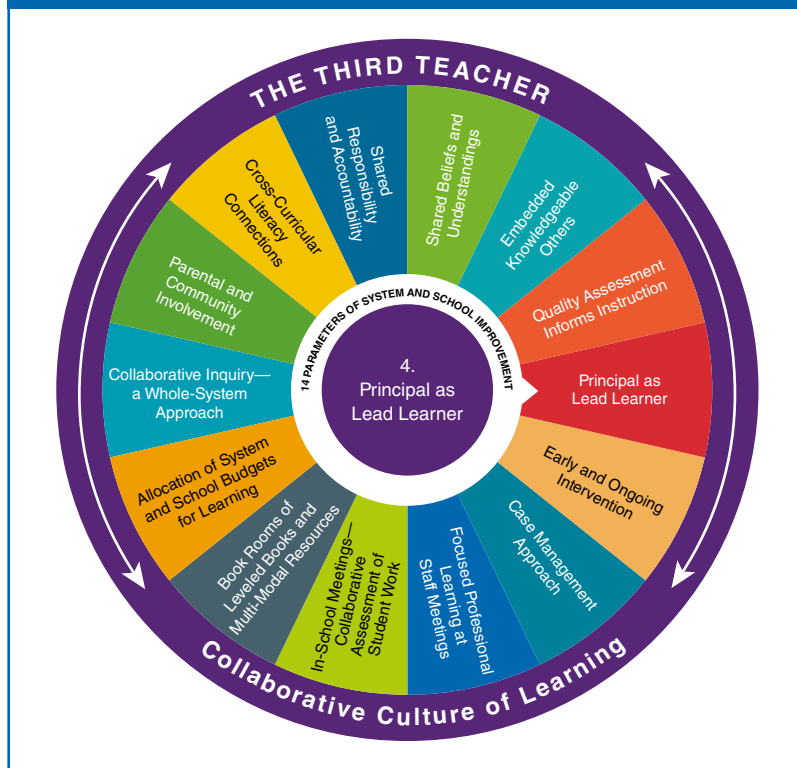 THE THIRD TEACHER
Shared Beliefs and
Understandings
Embedded
Knowledgeable
Others
Quality Assessment
Informs Instruction
Principal as
Lead Learner
Early and Ongoing
Intervention
Case Management
Approach
Focused Professional
Learning at
Staff Meetings
In-School Meetings—
Collaborative
Assessment of
Student Work
Book Rooms of
Leveled Books and
Multi-Modal Resources
Allocation of System
and School Budgets
for Learning
Collaborative Inquiry—
a Whole-System
Approach
Parental and
Community
Involvement
Cross-Curricular
Literacy
Connections
Shared
Responsibility
and Accountability
14 PARAMETERS OF SYSTEM AND SCHOOL IMPROVEMENT
4.
Principal as
Lead Learner
Collaborative Culture of Learning